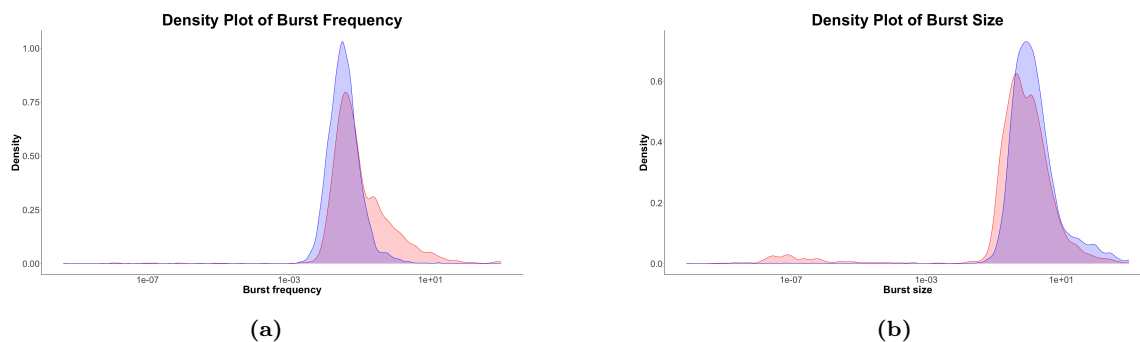 Density Plot of Burst Frequency
1.00
0.75
0.50
0.25
0.00
Density
1e-07
1e-03
1e+01
Burst frequency
(a)
Density Plot of Burst Size
0.6
0.4
0.2
0.0
Density
1e-07
1e-03
1e+01
Burst size
(b)